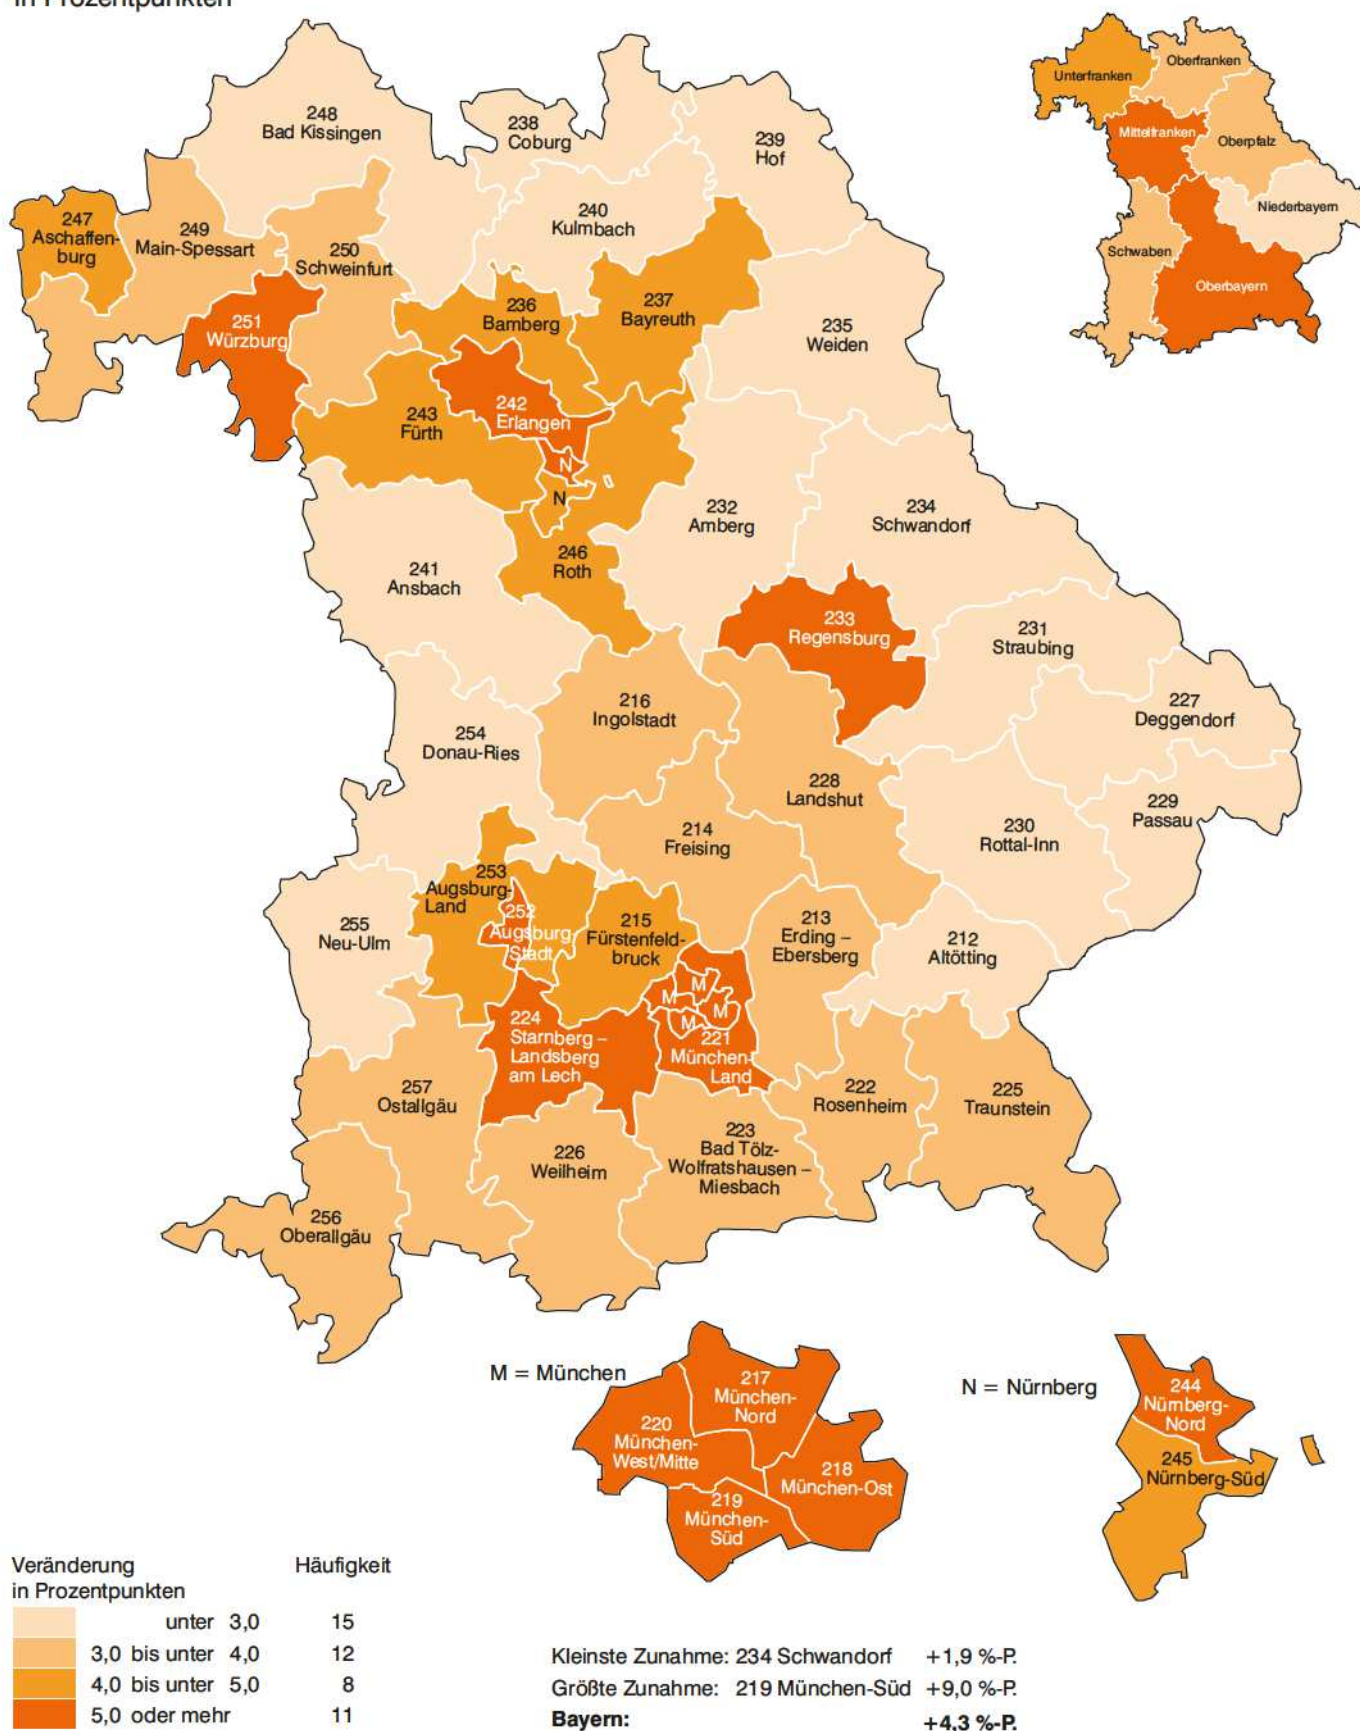 in Prozentpunkten
248
Bad Kissingen
238
Coburg
239
Hof
Unterfranken
Oberfranken
Mittelfranken
Oberpfalz
Niederbayern
Schwaben
Oberbayern
247
Aschaffen-
burg
249
Main-Spessart
250
Schweinfurt
240
Kulmbach
251
Würzburg
236
Bamberg
237
Bayreuth
235
Weiden
243
Fürth
242
Erlangen
N
N
232
Amberg
234
Schwandorf
241
Ansbach
246
Roth
233
Regensburg
231
Straubing
216
Ingolstadt
227
Deggendorf
254
Donau-Ries
228
Landshut
229
Passau
214
Freising
230
Rottal-Inn
253
Augsburg-
Land
252
Augsburg-
Stadt
215
Fürstenfeld-
bruck
213
Erding –
Ebersberg
212
Altötting
255
Neu-Ulm
M
M
M
M
224
Starnberg –
Landsberg
am Lech
221
München-
Land
257
Ostallgäu
222
Rosenheim
225
Traunstein
226
Weilheim
223
Bad Tölz-
Wolfratshausen –
Miesbach
256
Oberallgäu
M = München
217
München-
Nord
220
München-
West/Mitte
218
München-Ost
219
München-
Süd
N = Nürnberg
244
Nürnberg-
Nord
245
Nürnberg-Süd
Veränderung Häufigkeit
in Prozentpunkten
unter 3,0 15
3,0 bis unter 4,0 12
4,0 bis unter 5,0 8
5,0 oder mehr 11
Kleinste Zunahme: 234 Schwandorf +1,9 %-P.
Größte Zunahme: 219 München-Süd +9,0 %-P.
Bayern: +4,3 %-P.